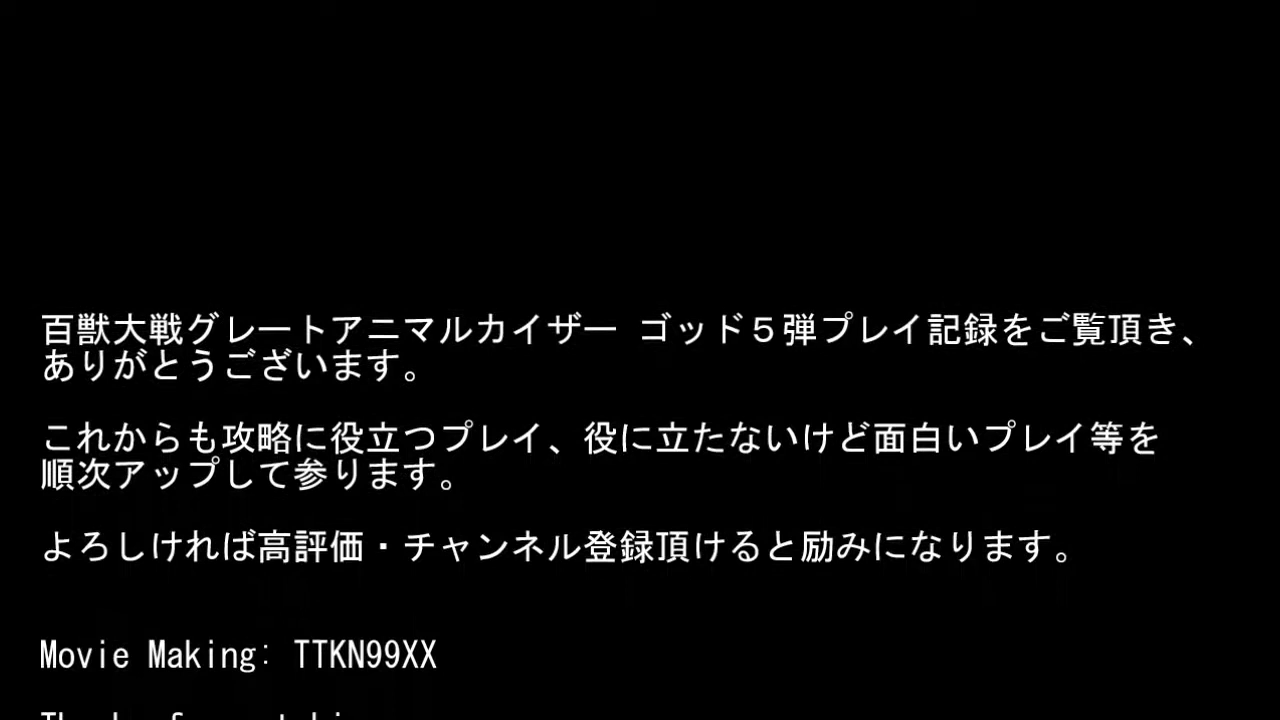 百獣大戦グレートアニマルカイザー ゴッド５弾プレイ記録をご覧頂き、
ありがとうございます。
これからも攻略に役立つプレイ、役に立たないけど面白いプレイ等を
順次アップして参ります。
よろしければ高評価・チャンネル登録頂けると励みになります。
Movie Making: TTKN99XX